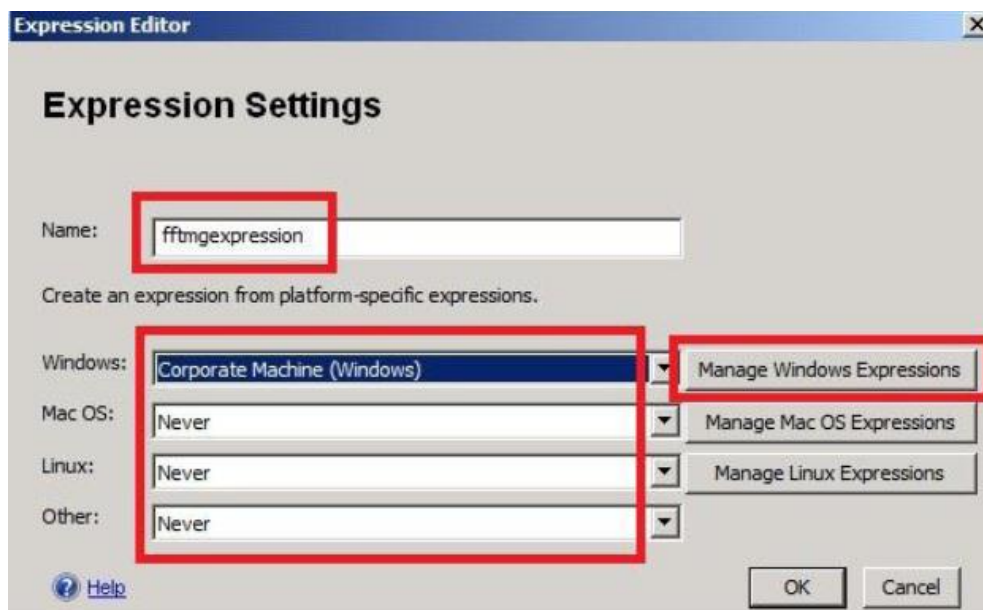 Expression Editor
Expression Settings
Name: fftmgexpression
Create an expression from platform-specific expressions.
Windows: Corporate Machine (Windows) Manage Windows Expressions
Mac OS: Never Manage Mac OS Expressions
Linux: Never Manage Linux Expressions
Other: Never
Help OK Cancel